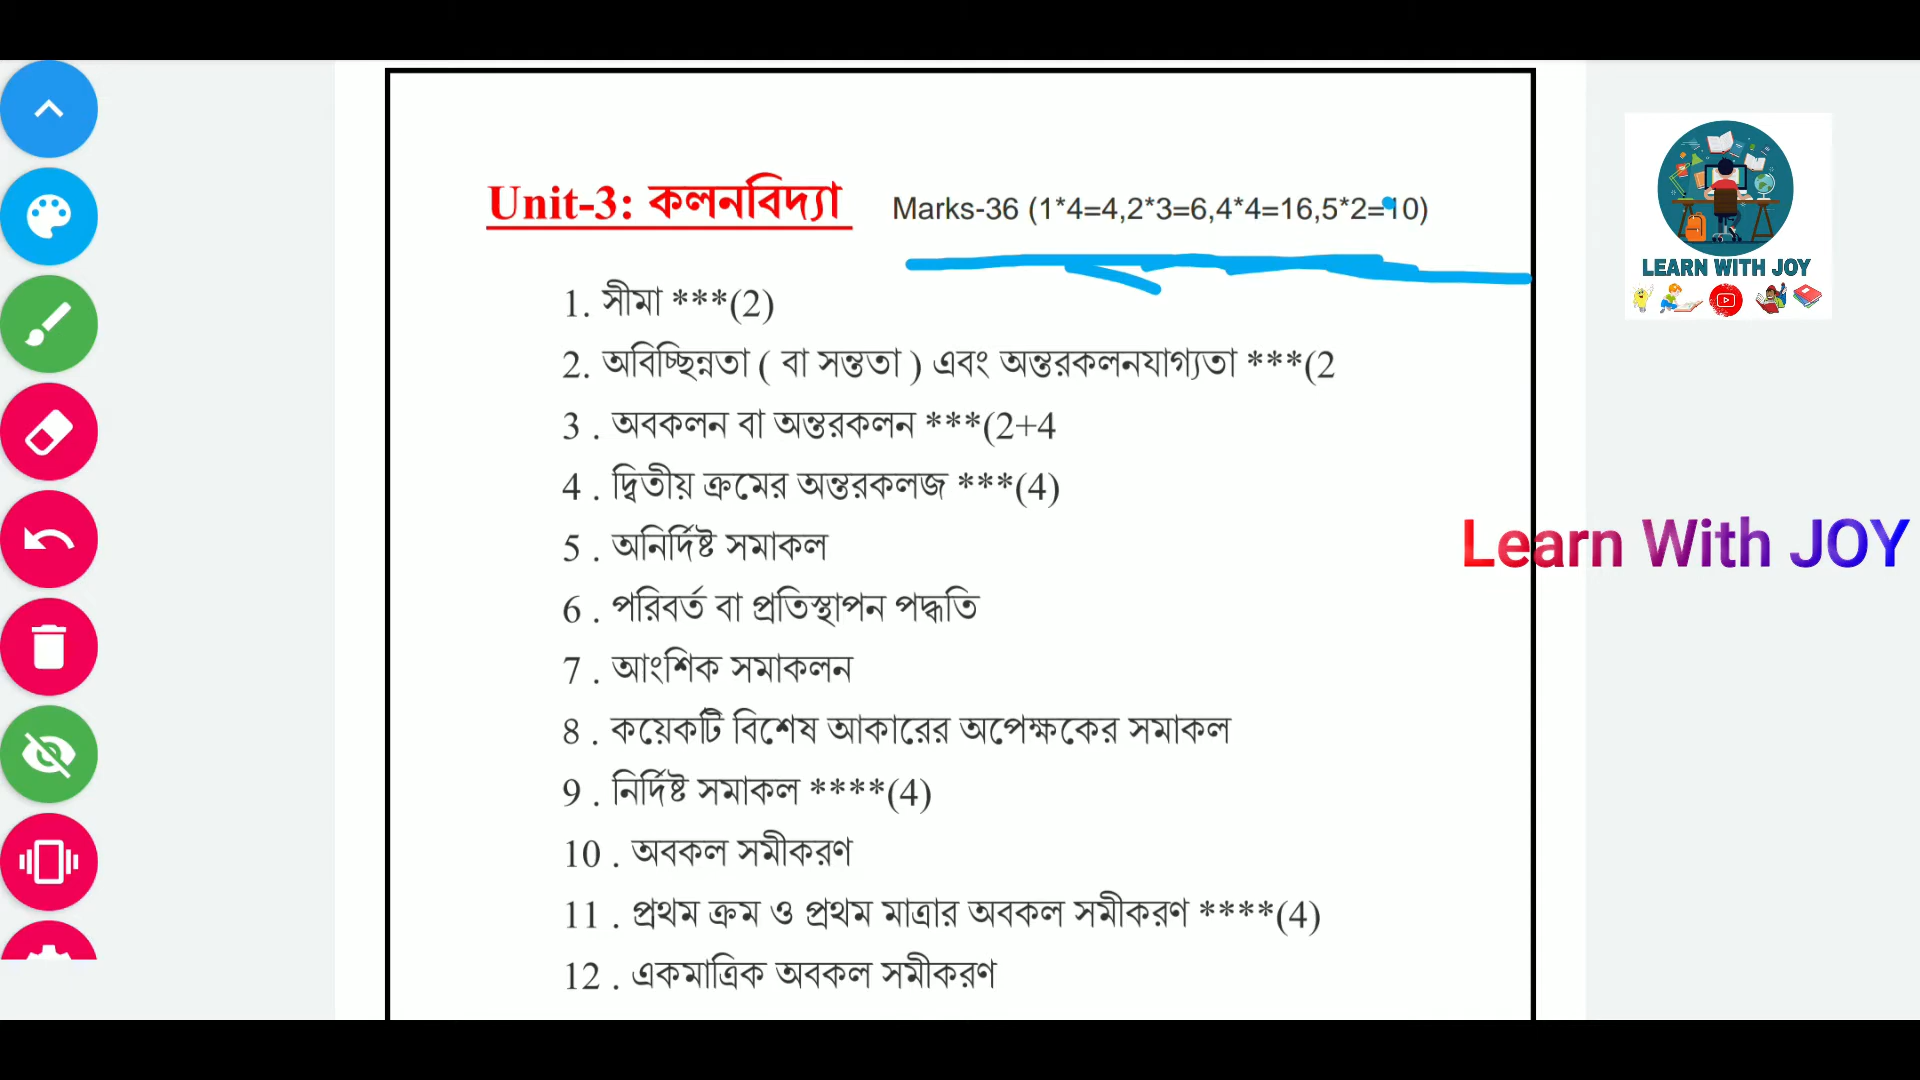 Unit-3: কলনবিদ্যা Marks-36 (1*4=4,2*3=6,4*4=16,5*2=10)
1. সীমা ***(2)
2. অবিচ্ছিন্নতা ( বা সন্ততা ) এবং অন্তরকলনযাগ্যতা ***(2
3 . অবকলন বা অন্তরকলন ***(2+4
4 . দ্বিতীয় ক্রমের অন্তরকলজ ***(4)
5 . অনির্দিষ্ট সমাকল
6 . পরিবর্ত বা প্রতিস্থাপন পদ্ধতি
7 . আংশিক সমাকলন
8 . কয়েকটি বিশেষ আকারের অপেক্ষকের সমাকল
9 . নির্দিষ্ট সমাকল ****(4)
10 . অবকল সমীকরণ
11 . প্রথম ক্রম ও প্রথম মাত্রার অবকল সমীকরণ ****(4)
12 . একমাত্রিক অবকল সমীকরণ
LEARN WITH JOY
Learn With JOY